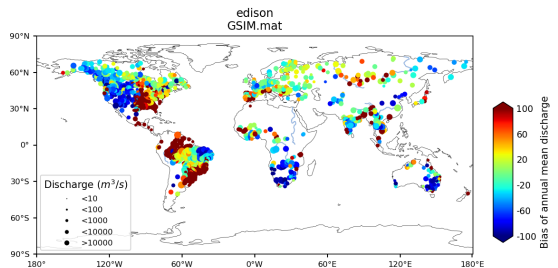 edison
GSIM.mat
90°N
60°N
30°N
0°
30°S
60°S
90°S
180°W 120°W 60°W 0°W 60°E 120°E 180°E
Discharge (m³/s)
<10
<100
<1000
<10000
>10000
100
60
20
-20
-60
-100
Bias of annual mean discharge